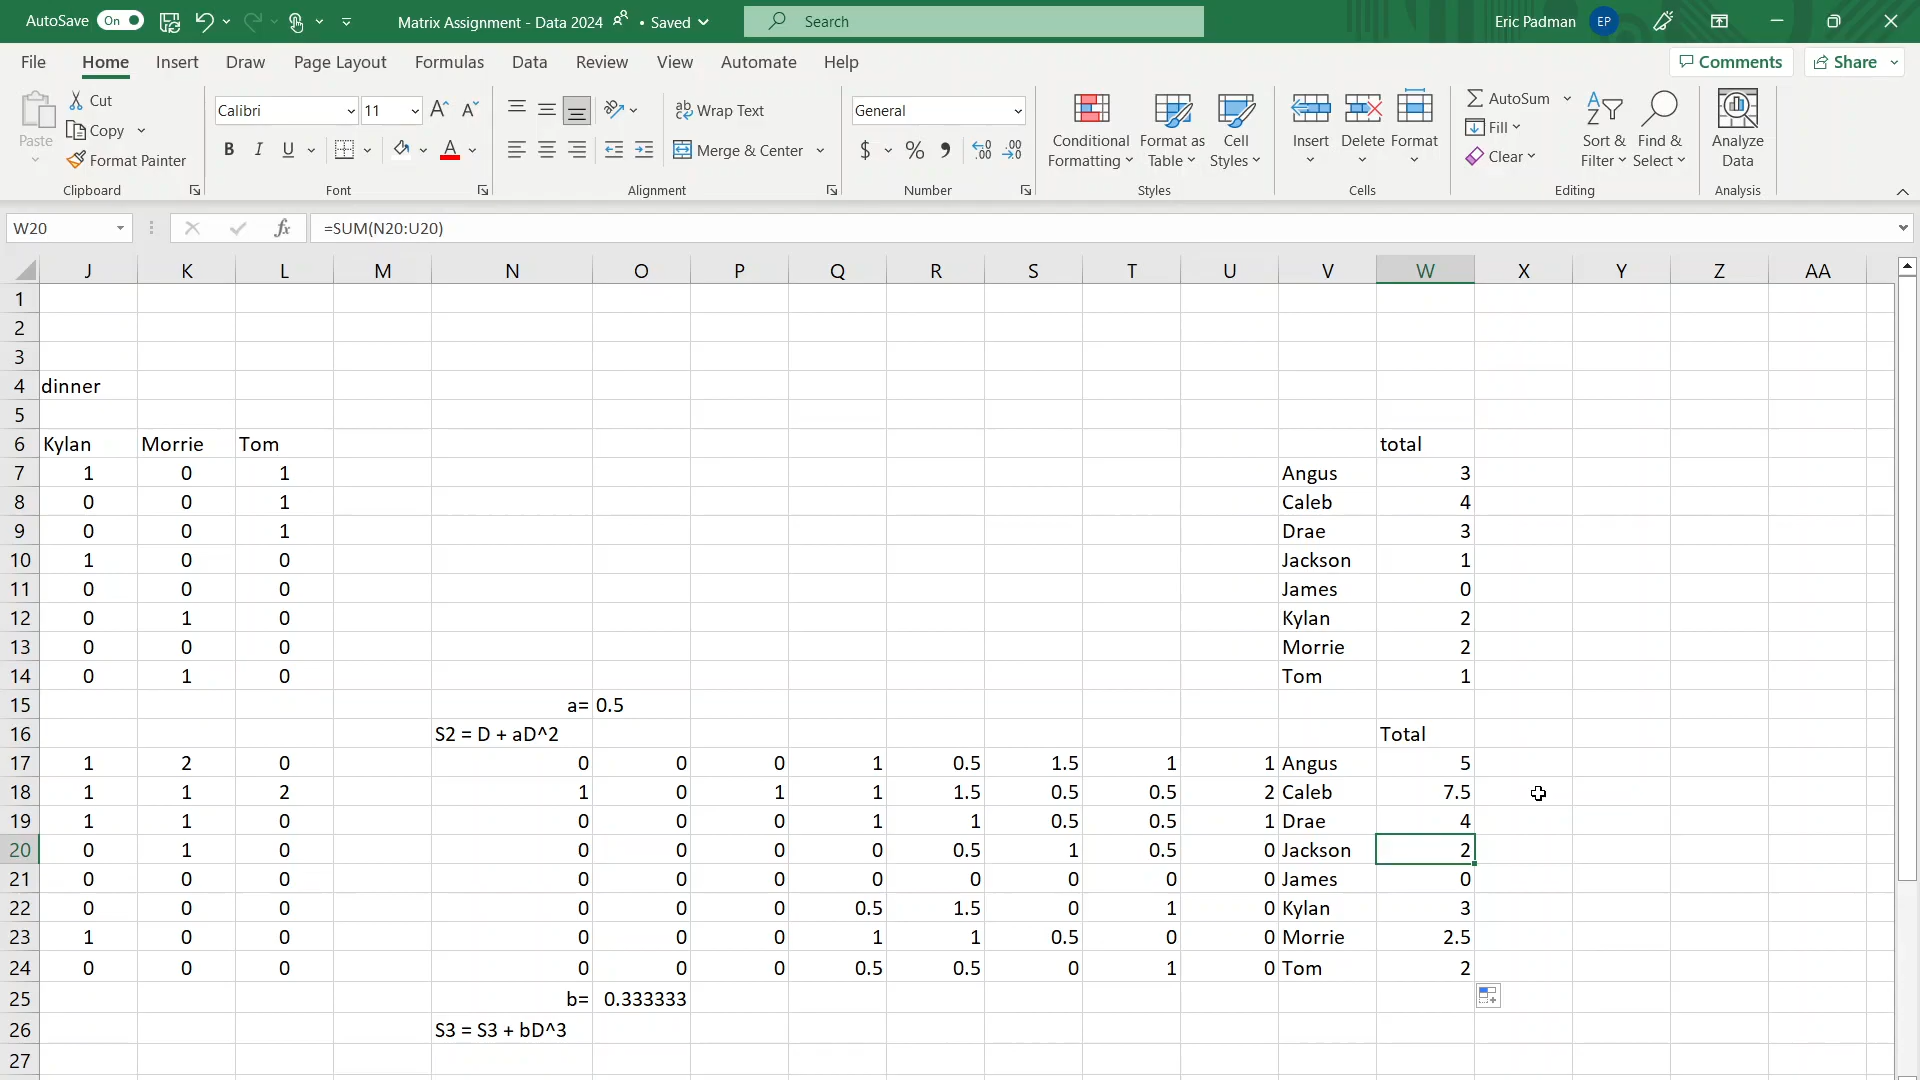 AutoSave On Matrix Assignment - Data 2024 • Saved Search Eric Padman EP
File Home Insert Draw Page Layout Formulas Data Review View Automate Help Comments Share
Paste Cut Copy Format Painter Clipboard
Calibri 11 B I U A Font
Wrap Text Merge & Center Alignment
General $ % , .00 Number
Conditional Formatting Format as Table Cell Styles Styles
Insert Delete Format Cells
AutoSum Fill Clear Sort & Filter Find & Select Editing
Analyze Data Analysis
W20 fx =SUM(N20:U20)
J K L M N O P Q R S T U V W X Y Z AA
1
2
3
4 dinner
5
6 Kylan Morrie Tom total
7 1 0 1 Angus 3
8 0 0 1 Caleb 4
9 0 0 1 Drae 3
10 1 0 0 Jackson 1
11 0 0 0 James 0
12 0 1 0 Kylan 2
13 0 0 0 Morrie 2
14 0 1 0 Tom 1
15 a= 0.5
16 S2 = D + aD^2 Total
17 1 2 0 0 0 0 1 0.5 1.5 1 1 Angus 5
18 1 1 2 1 0 1 1 1.5 0.5 0.5 2 Caleb 7.5
19 1 1 0 0 0 0 1 1 0.5 0.5 1 Drae 4
20 0 1 0 0 0 0 0 0.5 1 0.5 0 Jackson 2
21 0 0 0 0 0 0 0 0 0 0 0 James 0
22 0 0 0 0 0 0 0.5 1.5 0 1 0 Kylan 3
23 1 0 0 0 0 0 1 1 0.5 0 0 Morrie 2.5
24 0 0 0 0 0 0 0.5 0.5 0 1 0 Tom 2
25 b= 0.333333
26 S3 = S3 + bD^3
27